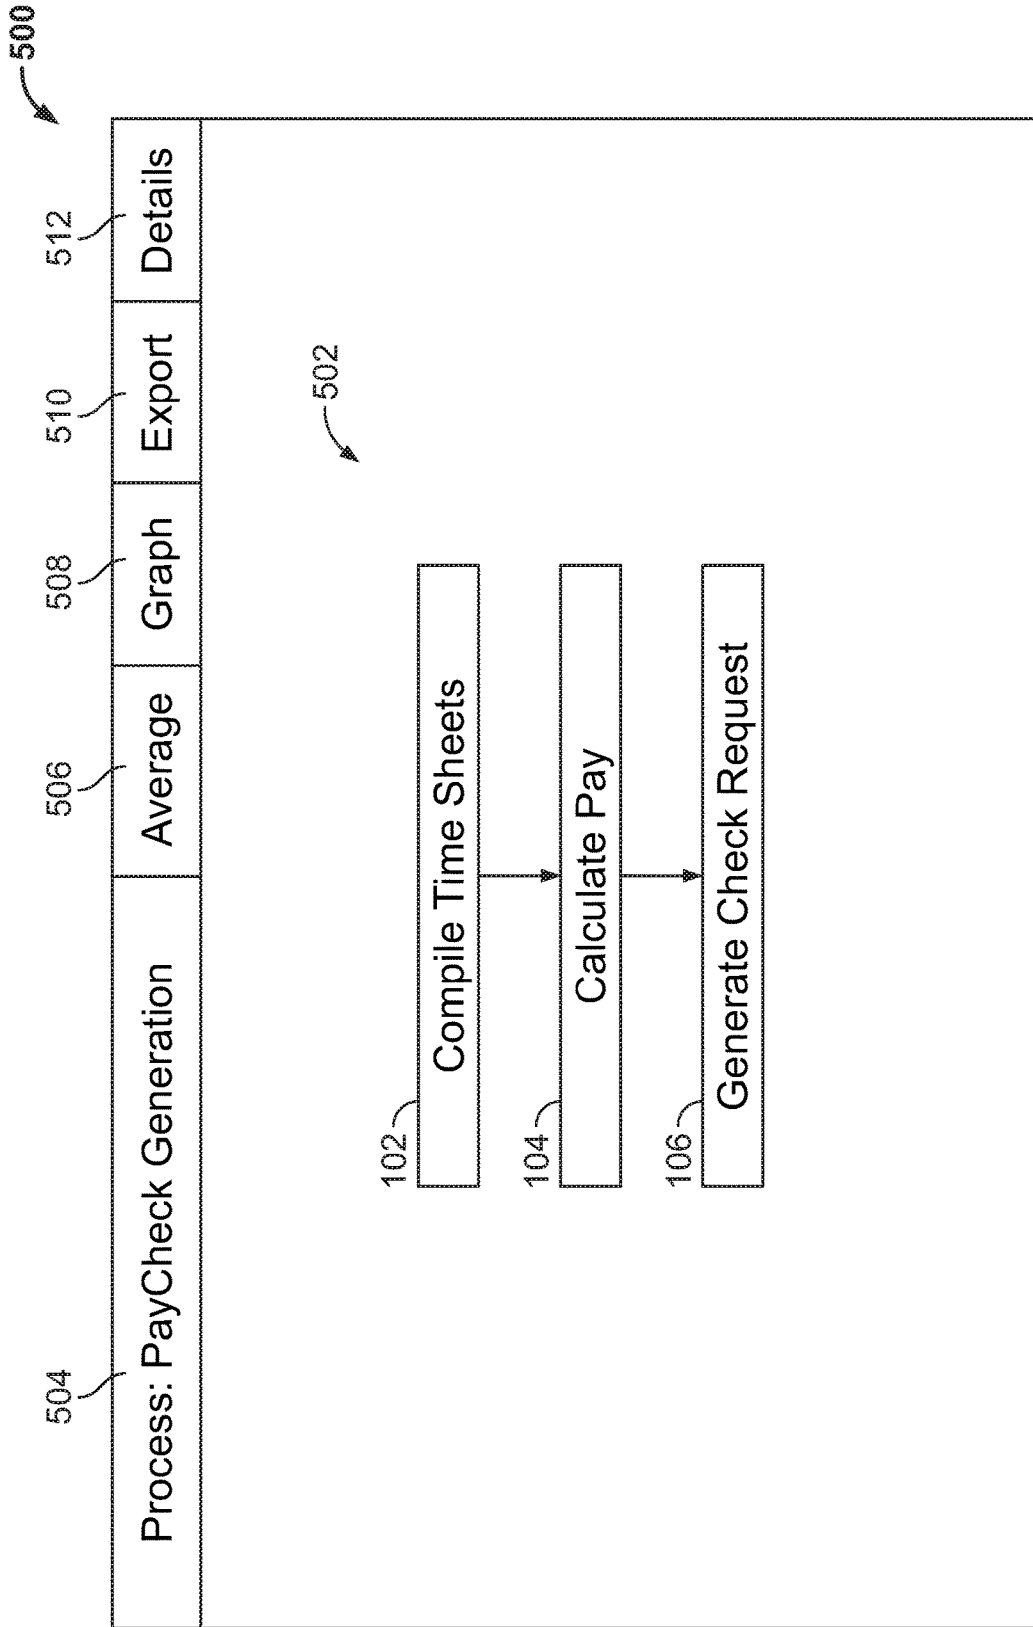 500
504
506
508
510
512
Process: PayCheck Generation
Average
Graph
Export
Details
502
102
Compile Time Sheets
104
Calculate Pay
106
Generate Check Request